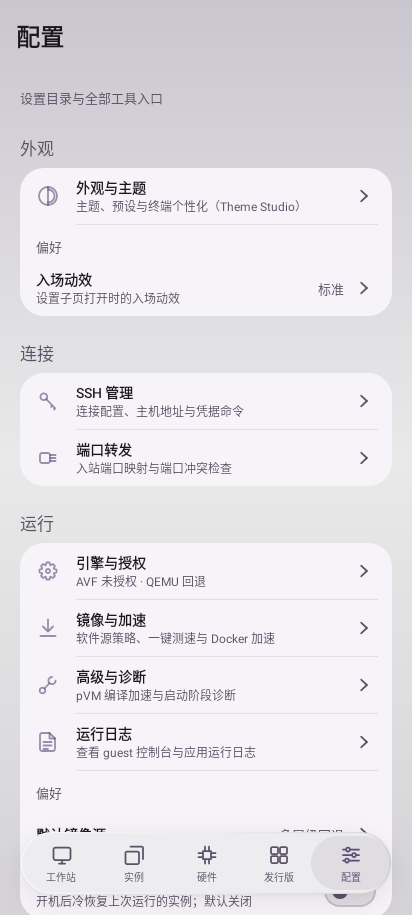 配置
设置目录与全部工具入口
外观
外观与主题
主题、预设与终端个性化（Theme Studio）
偏好
入场动效
标准
设置子页打开时的入场动效
连接
SSH 管理
连接配置、主机地址与凭据命令
端口转发
入站端口映射与端口冲突检查
运行
引擎与授权
AVF 未授权 · QEMU 回退
镜像与加速
软件源策略、一键测速与 Docker 加速
高级与诊断
pVM 编译加速与启动阶段诊断
运行日志
查看 guest 控制台与应用运行日志
偏好
工作站
实例
硬件
发行版
配置
开机后冷恢复上次运行的实例；默认关闭